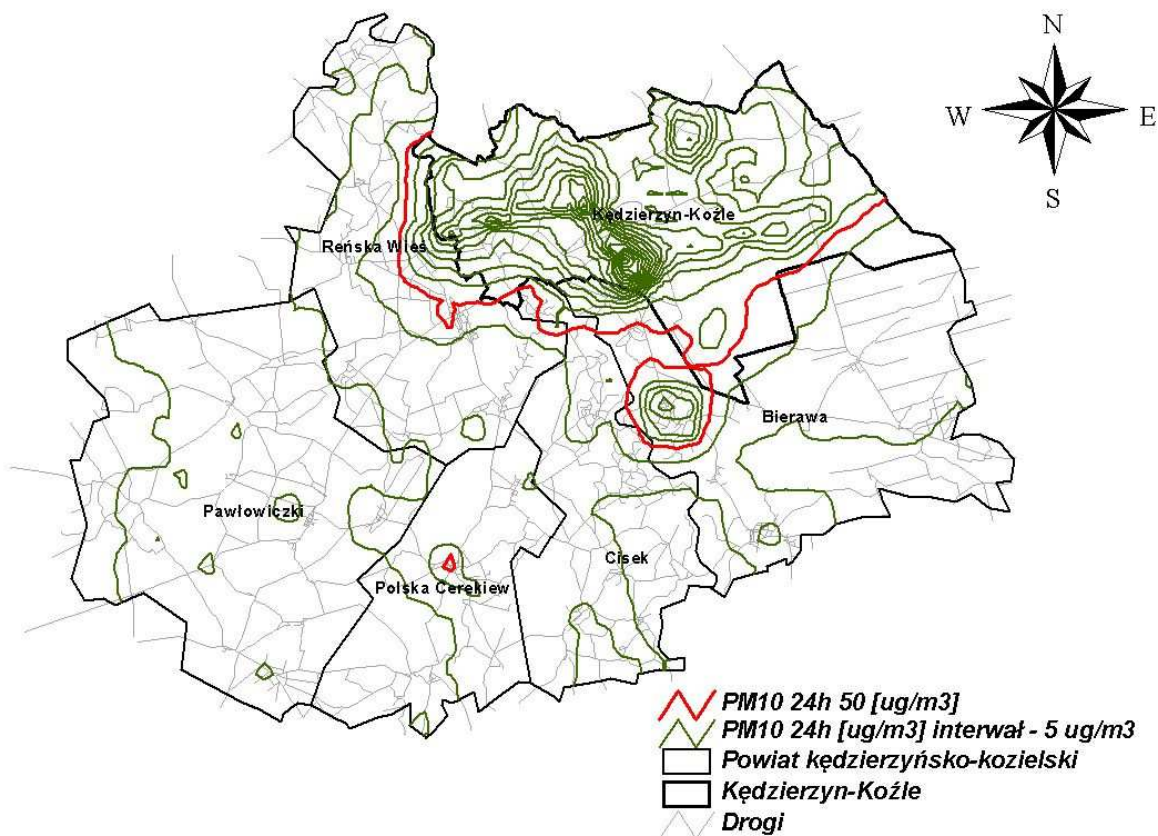 N
W E
S
Kędzierzyn-Koźle
Reńska Wieś
Bierawa
Pawłowiczki
Cisek
Polska Cerekiew
PM10 24h 50 [ug/m3]
PM10 24h [ug/m3] interwał - 5 ug/m3
Powiat kędzierzyńsko-kozielski
Kędzierzyn-Koźle
Drogi